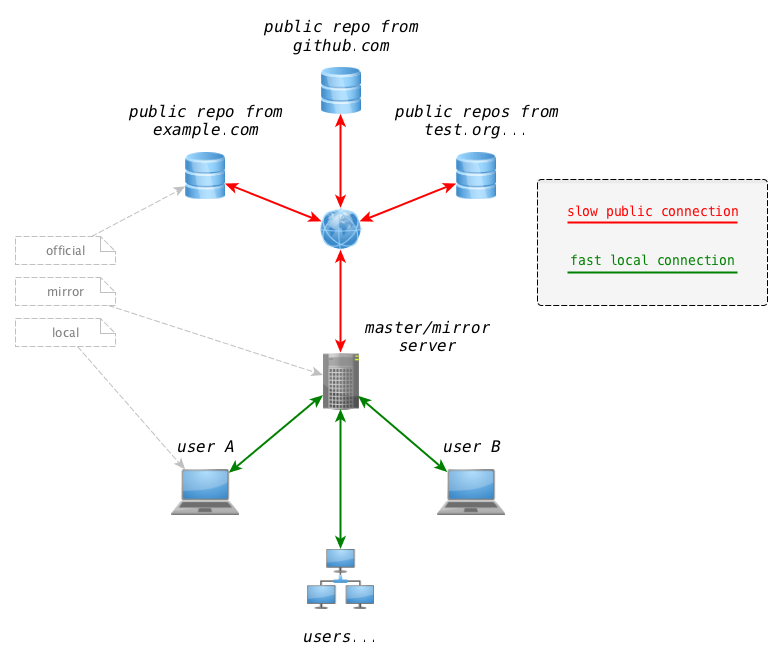 public repo from
github.com
public repo from
example.com
public repos from
test.org...
slow public connection
fast local connection
official
mirror
local
master/mirror
server
user A
user B
users...